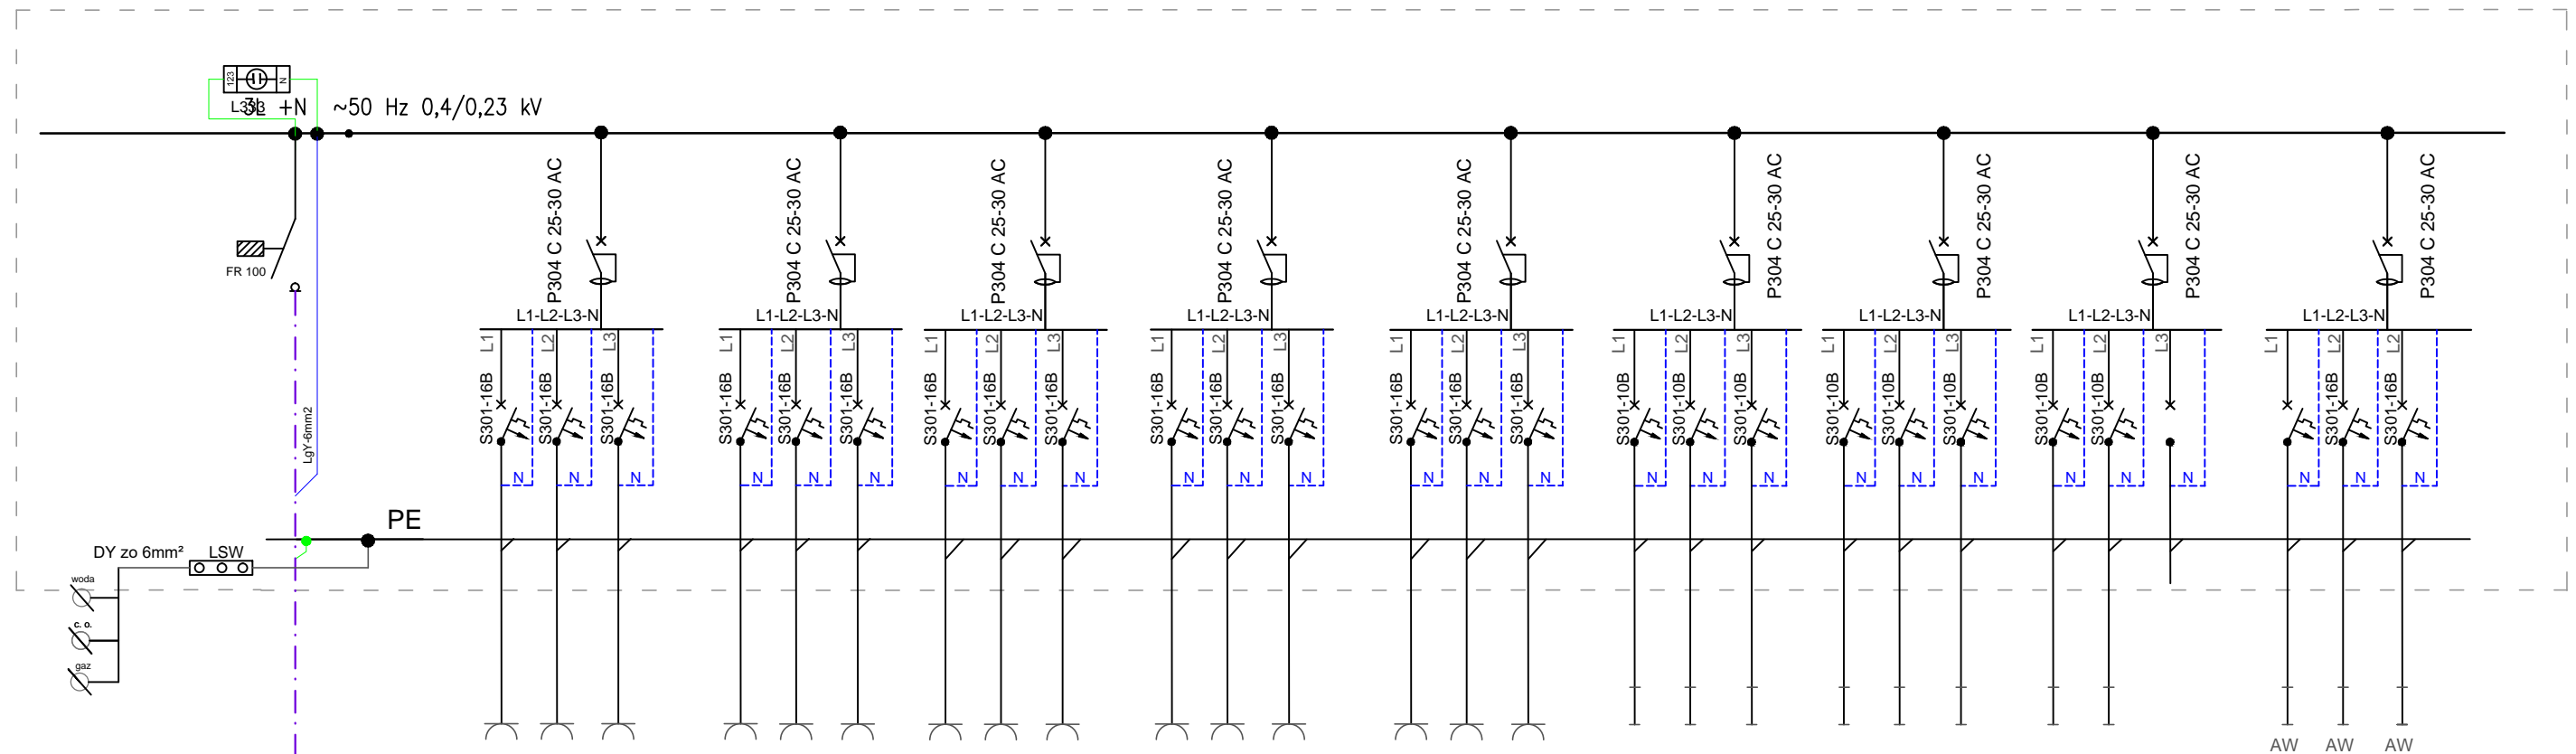 123
N
L333
3L +N ~50 Hz 0,4/0,23 kV
P304 C 25-30 AC
P304 C 25-30 AC
P304 C 25-30 AC
P304 C 25-30 AC
P304 C 25-30 AC
P304 C 25-30 AC
P304 C 25-30 AC
P304 C 25-30 AC
P304 C 25-30 AC
FR 100
L1-L2-L3-N
L1-L2-L3-N
L1-L2-L3-N
L1-L2-L3-N
L1-L2-L3-N
L1-L2-L3-N
L1-L2-L3-N
L1-L2-L3-N
L1-L2-L3-N
L1 L2 L3
L1 L2 L3
L1 L2 L3
L1 L2 L3
L1 L2 L3
L1 L2 L3
L1 L2 L3
L1 L2 L3
L1 L2 L2
S301-16B S301-16B S301-16B
S301-16B S301-16B S301-16B
S301-16B S301-16B S301-16B
S301-16B S301-16B S301-16B
S301-16B S301-16B S301-16B
S301-10B S301-10B S301-10B
S301-10B S301-10B S301-10B
S301-10B S301-10B
S301-16B S301-16B
LgY-6mm2
N N N
N N N
N N N
N N N
N N N
N N N
N N N
N N N
N N N
PE
DY zo 6mm²
LSW
woda
c. o.
gaz
AW AW AW